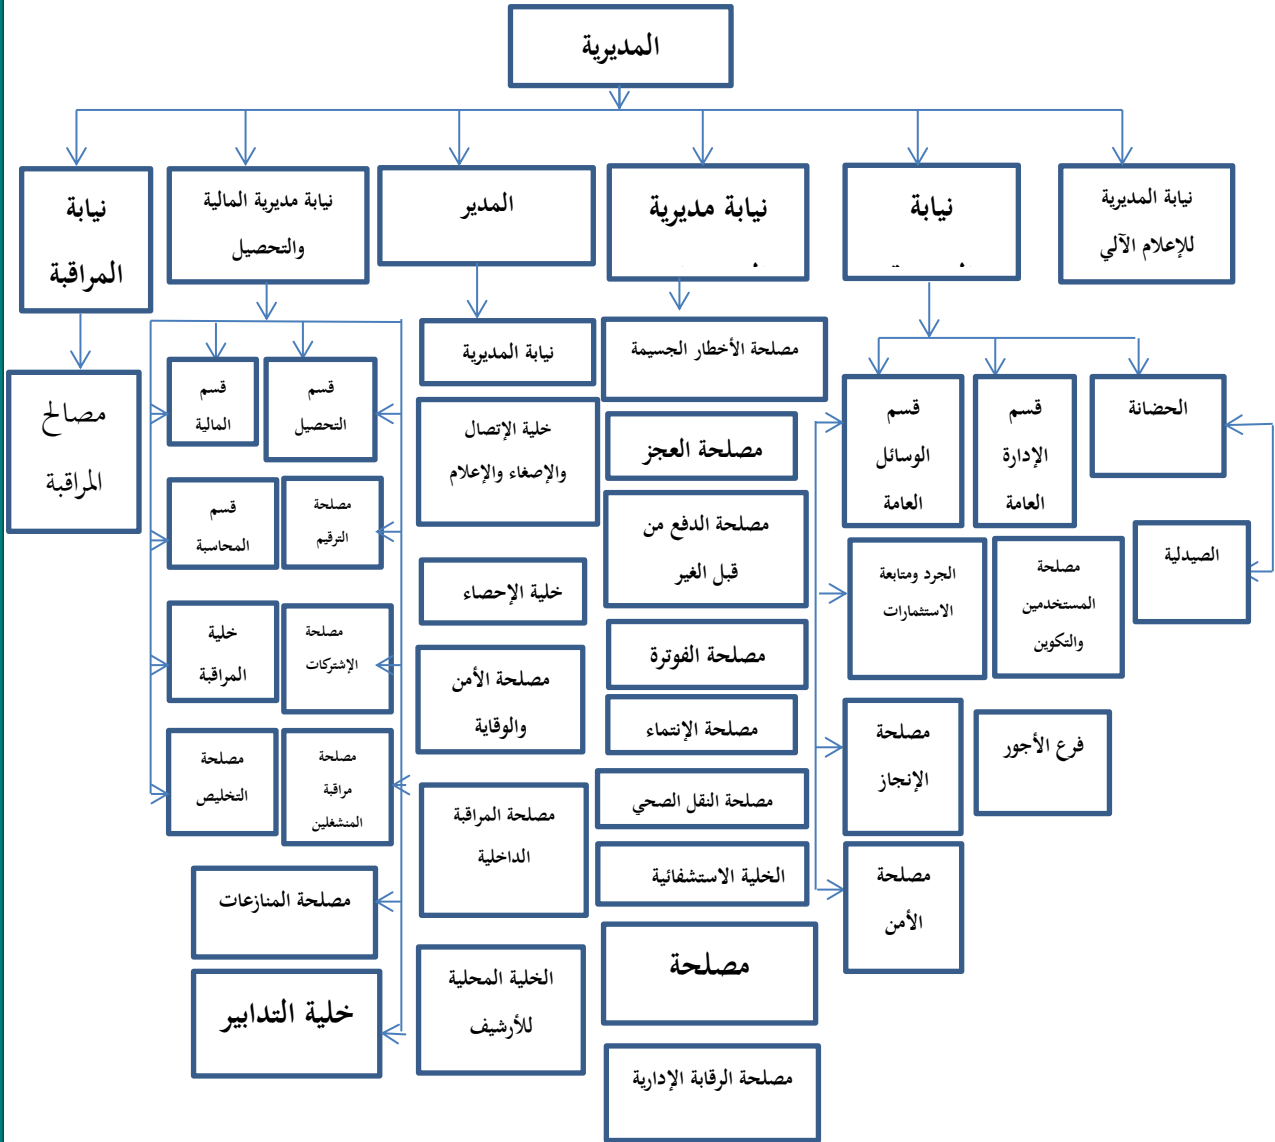 المديرية
نيابة المديرية
للإعلام الآلي
نيابة
نيابة مديرية
المدير
نيابة مديرية المالية
والتحصيل
نيابة
المراقبة
الحضانة
الصيدلية
قسم
الإدارة
العامة
مصلحة
المستخدمين
والتكوين
فرع الأجور
قسم
الوسائل
العامة
الجرد ومتابعة
الاستثمارات
مصلحة
الإنجاز
مصلحة
الأمن
مصلحة الأخطار الجسيمة
مصلحة العجز
مصلحة الدفع من
قبل الغير
مصلحة الفوترة
مصلحة الإنتماء
مصلحة النقل الصحي
الخلية الاستشفائية
مصلحة
مصلحة الرقابة الإدارية
نيابة المديرية
خلية الإتصال
والإصغاء والإعلام
خلية الإحصاء
مصلحة الأمن
والوقاية
مصلحة المراقبة
الداخلية
الخلية المحلية
للأرشيف
قسم
التحصيل
مصلحة
الترقيم
مصلحة
الإشتركات
مصلحة
مراقبة
المنشغلين
مصلحة المنازعات
خلية التدابير
قسم
المالية
قسم
المحاسبة
خلية
المراقبة
مصلحة
التخليص
مصالح
المراقبة